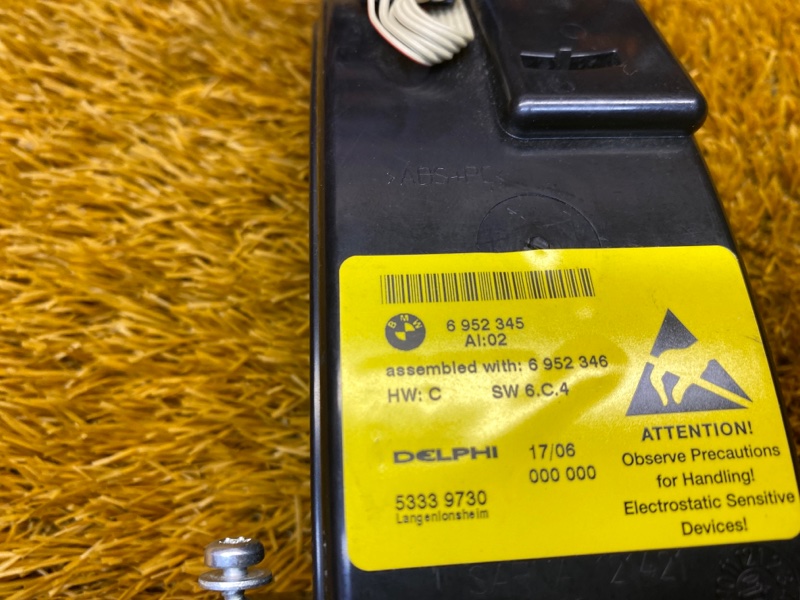 >ABS+PC<
BMW
6 952 345
AI:02
assembled with: 6 952 346
HW: C SW 6.C.4
DELPHI 17/06
000 000
5333 9730
Langenlonsheim
ATTENTION!
Observe Precautions
for Handling!
Electrostatic Sensitive
Devices!